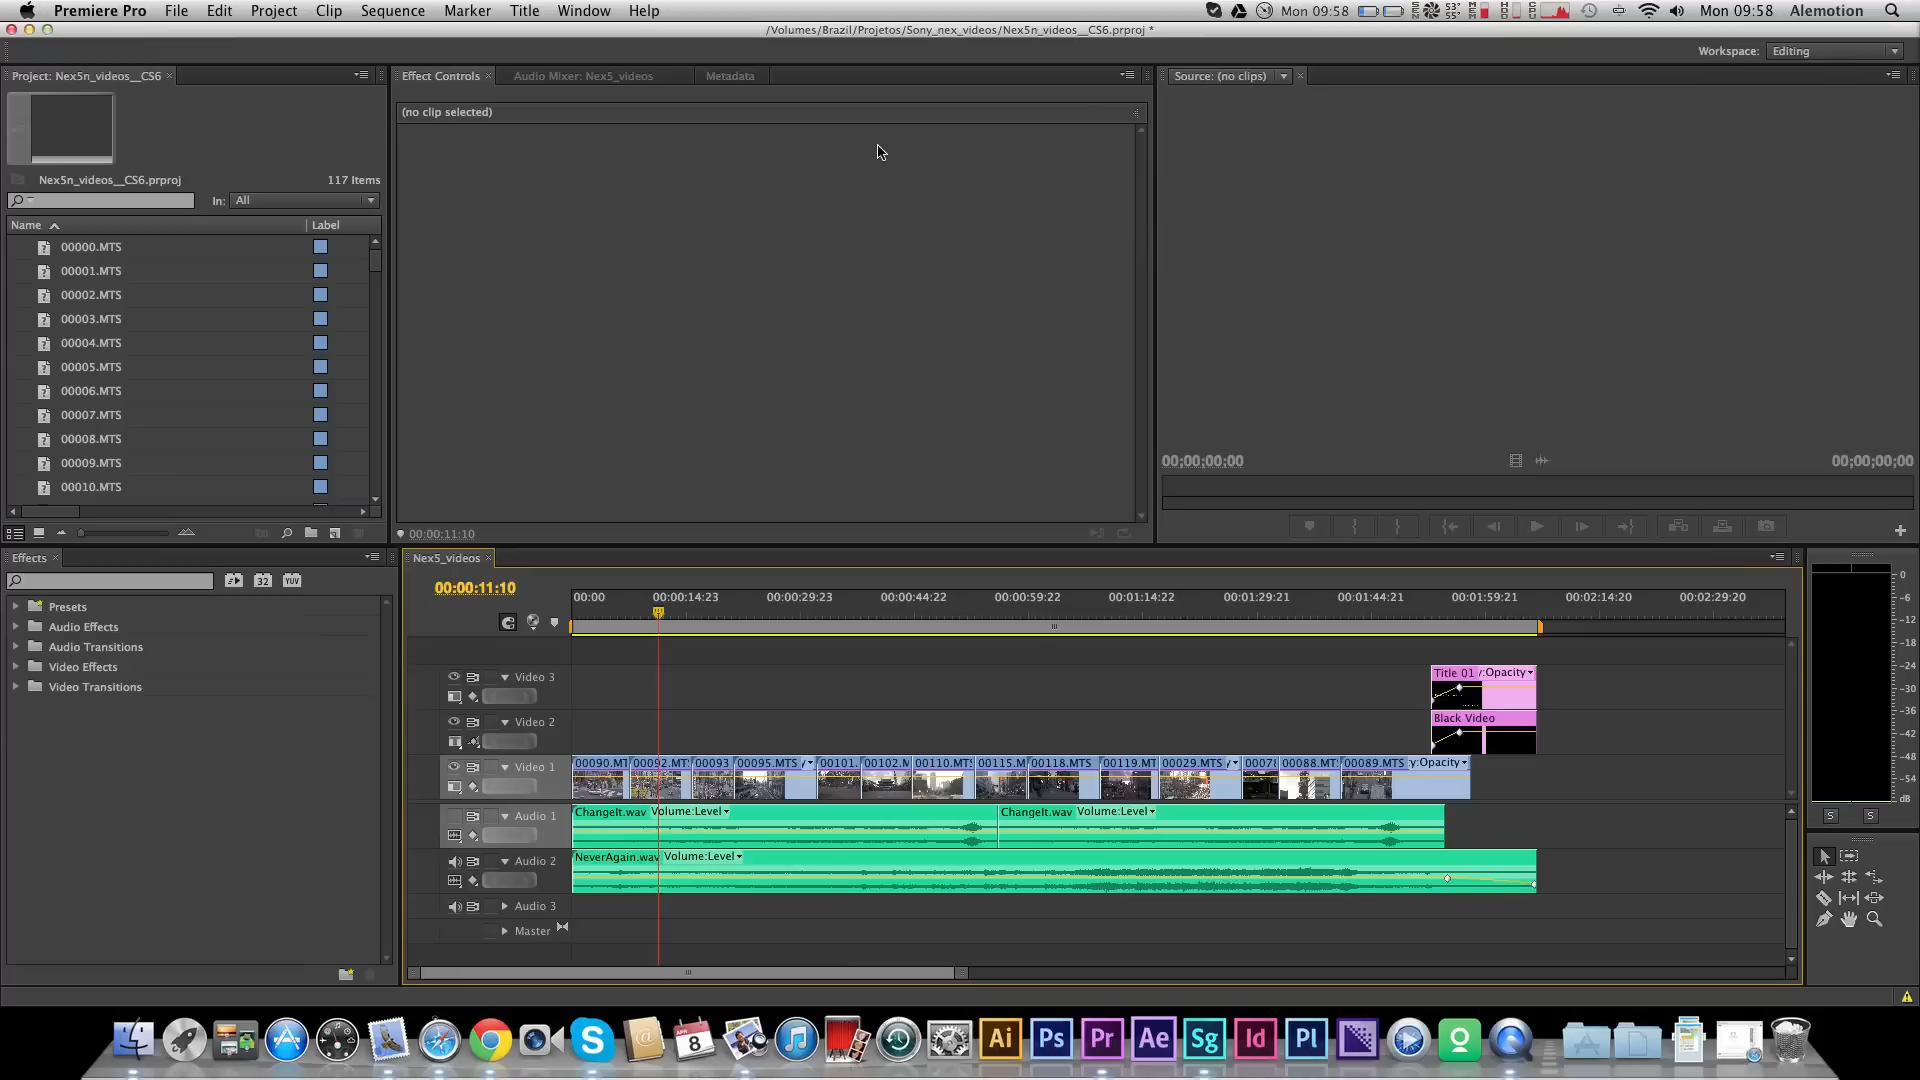 Premiere Pro File Edit Project Clip Sequence Marker Title Window Help Mon 09:58 53° 55° Mon 09:58 Alemotion
/Volumes/Brazil/Projetos/Sony_nex_videos/Nex5n_videos__CS6.prproj *
Workspace: Editing
Project: Nex5n_videos__CS6
Effect Controls Audio Mixer: Nex5_videos Metadata
Source: (no clips)
(no clip selected)
Nex5n_videos__CS6.prproj 117 Items
In: All
Name Label
00000.MTS
00001.MTS
00002.MTS
00003.MTS
00004.MTS
00005.MTS
00006.MTS
00007.MTS
00008.MTS
00009.MTS
00010.MTS
00;00;00;00 00;00;00;00
00:00:11:10
Effects
32 YUV
Presets
Audio Effects
Audio Transitions
Video Effects
Video Transitions
Nex5_videos
00:00:11:10
00:00 00:00:14:23 00:00:29:23 00:00:44:22 00:00:59:22 00:01:14:22 00:01:29:21 00:01:44:21 00:01:59:21 00:02:14:20 00:02:29:20
Video 3
Title 01 /:Opacity
Video 2
Black Video
Video 1
00090.MT 00092.MT 00093 00095.MTS 00101. 00102.M 00110.MT 00115.M 00118.MTS 00119.MT 00029.MTS 0007 00088.MT 00089.MTS :y:Opacity
Audio 1
ChangeIt.wav Volume:Level ChangeIt.wav Volume:Level
Audio 2
NeverAgain.wav Volume:Level
Audio 3
Master
0
-6
-12
-18
-24
-30
-36
-42
-48
-54
dB
S S
APR 8 Ai Ps Pr Ae Sg Id Pl